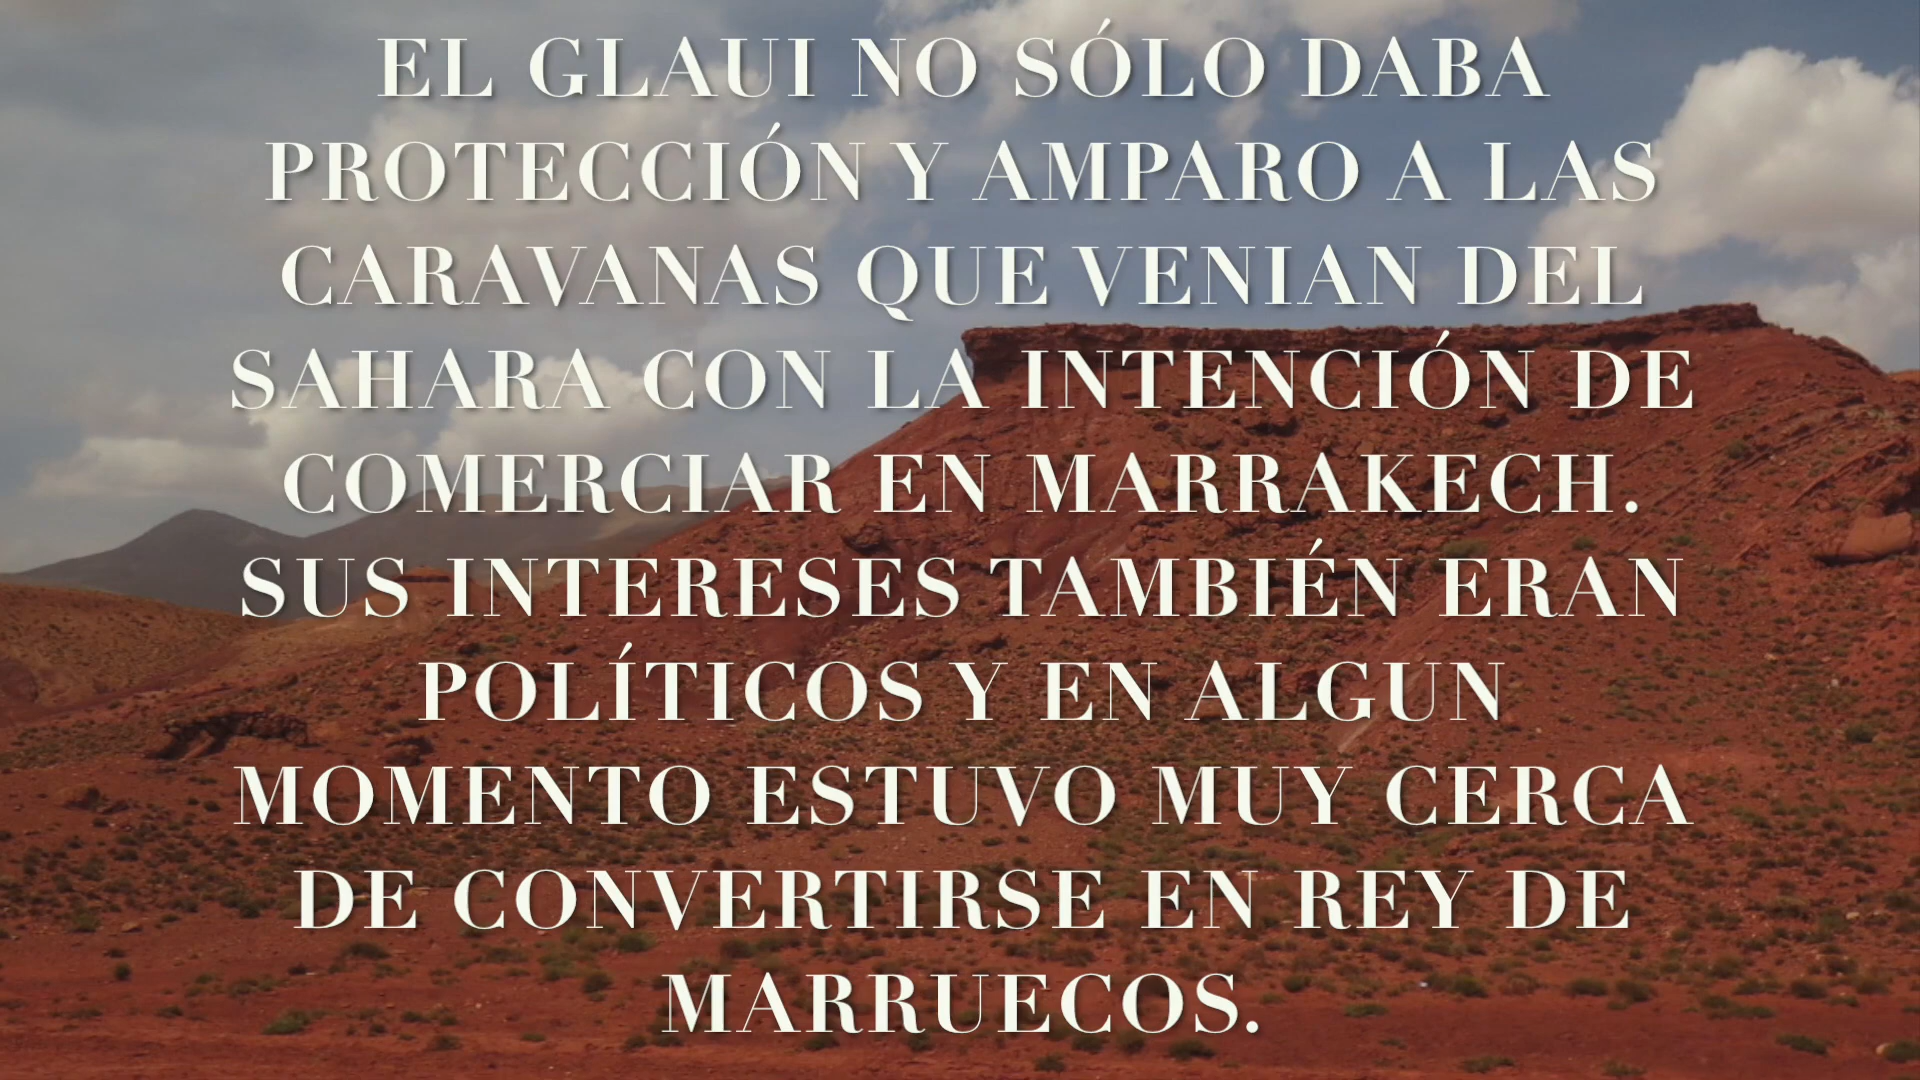 EL GLAUI NO SÓLO DABA
PROTECCIÓN Y AMPARO A LAS
CARAVANAS QUE VENIAN DEL
SAHARA CON LA INTENCIÓN DE
COMERCIAR EN MARRAKECH.
SUS INTERESES TAMBIÉN ERAN
POLÍTICOS Y EN ALGUN
MOMENTO ESTUVO MUY CERCA
DE CONVERTIRSE EN REY DE
MARRUECOS.